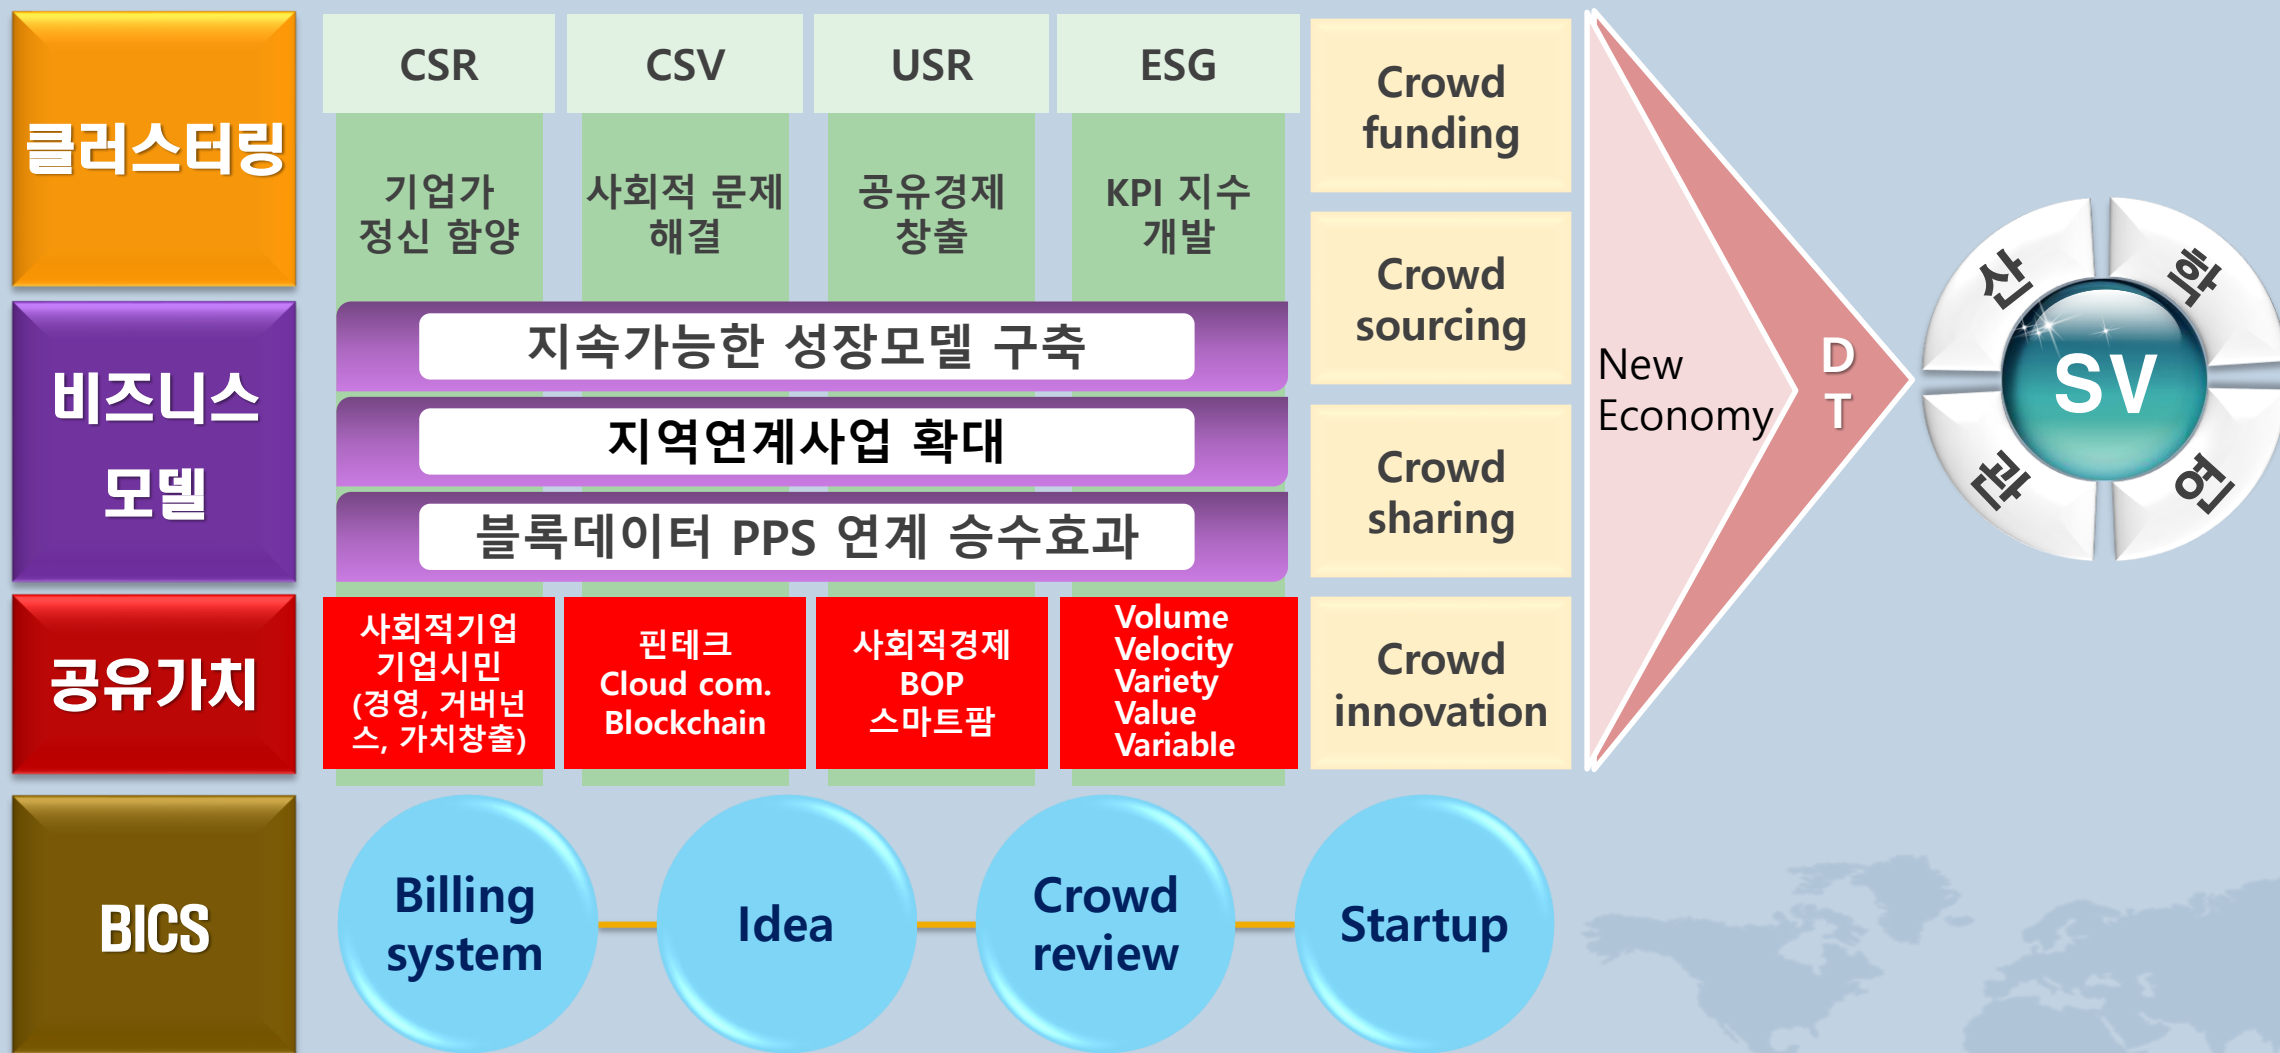 클러스터링
CSR
CSV
USR
ESG
기업가
정신 함양
사회적 문제
해결
공유경제
창출
KPI 지수
개발
비즈니스
모델
지속가능한 성장모델 구축
지역연계사업 확대
블록데이터 PPS 연계 승수효과
공유가치
사회적기업
기업시민
(경영, 거버넌
스, 가치창출)
핀테크
Cloud com.
Blockchain
사회적경제
BOP
스마트팜
Volume
Velocity
Variety
Value
Variable
Crowd
funding
Crowd
sourcing
Crowd
sharing
Crowd
innovation
New
Economy
D
T
산
학
SV
관
연
BICS
Billing
system
Idea
Crowd
review
Startup